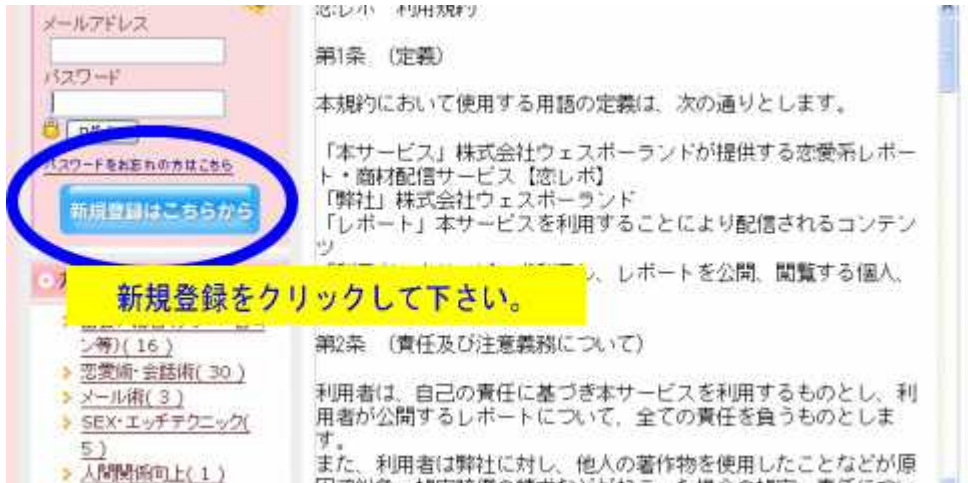 メールアドレス
パスワード
パスワードをお忘れの方はこちら
新規登録はこちらから
新規登録をクリックして下さい。
ン等)( 16 )
恋愛術・会話術( 30 )
メール術( 3 )
SEX・エッチテクニック(
5 )
人間関係向上( 1 )
恋レポ 利用規約
第1条 (定義)
本規約において使用する用語の定義は、次の通りとします。
「本サービス」株式会社ウェスポーランドが提供する恋愛系レポー
ト・商材配信サービス【恋レポ】
「弊社」株式会社ウェスポーランド
「レポート」本サービスを利用することにより配信されるコンテン
ツ
、レポートを公開、閲覧する個人、
第2条 (責任及び注意義務について)
利用者は、自己の責任に基づき本サービスを利用するものとし、利
用者が公開するレポートについて、全ての責任を負うものとしま
す。
また、利用者は弊社に対し、他人の著作物を使用したことなどが原